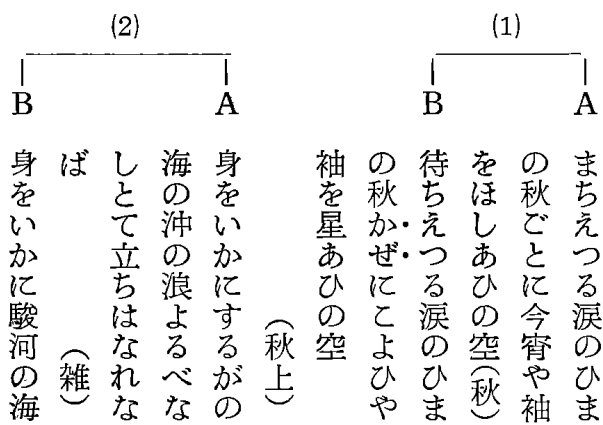 (1)
A
まちえつる涙のひま
の秋ごとに今宵や袖
をほしあひの空(秋)
B
待ちえつる涙のひま
の秋かぜにこよひや
袖を星あひの空
(秋上)
(2)
A
身をいかにするがの
海の沖の浪よるべな
しとて立ちはなれな
ば (雑)
B
身をいかに駿河の海